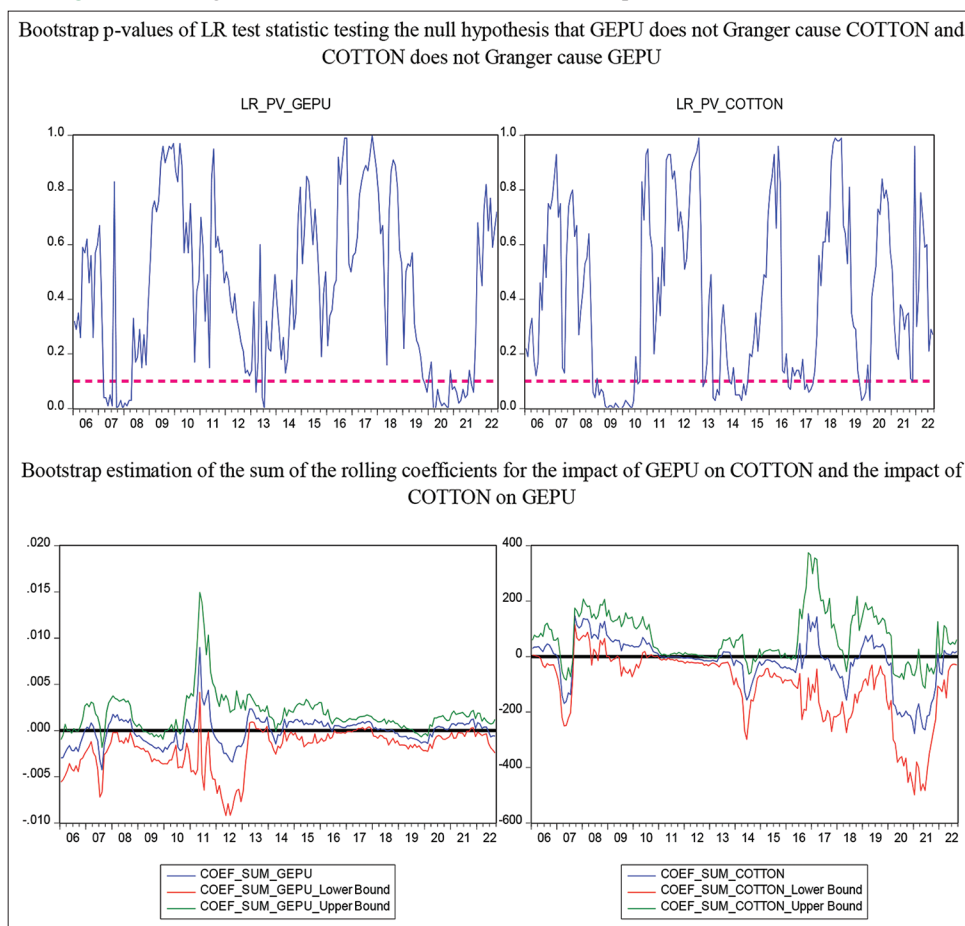 Bootstrap p-values of LR test statistic testing the null hypothesis that GEPU does not Granger cause COTTON and
COTTON does not Granger cause GEPU
LR_PV_GEPU
1.0
0.8
0.6
0.4
0.2
0.0
06 07 08 09 10 11 12 13 14 15 16 17 18 19 20 21 22
LR_PV_COTTON
1.0
0.8
0.6
0.4
0.2
0.0
06 07 08 09 10 11 12 13 14 15 16 17 18 19 20 21 22
Bootstrap estimation of the sum of the rolling coefficients for the impact of GEPU on COTTON and the impact of
COTTON on GEPU
.020
.015
.010
.005
.000
-.005
-.010
06 07 08 09 10 11 12 13 14 15 16 17 18 19 20 21 22
COEF_SUM_GEPU
COEF_SUM_GEPU_Lower Bound
COEF_SUM_GEPU_Upper Bound
400
200
0
-200
-400
-600
06 07 08 09 10 11 12 13 14 15 16 17 18 19 20 21 22
COEF_SUM_COTTON
COEF_SUM_COTTON_Lower Bound
COEF_SUM_COTTON_Upper Bound